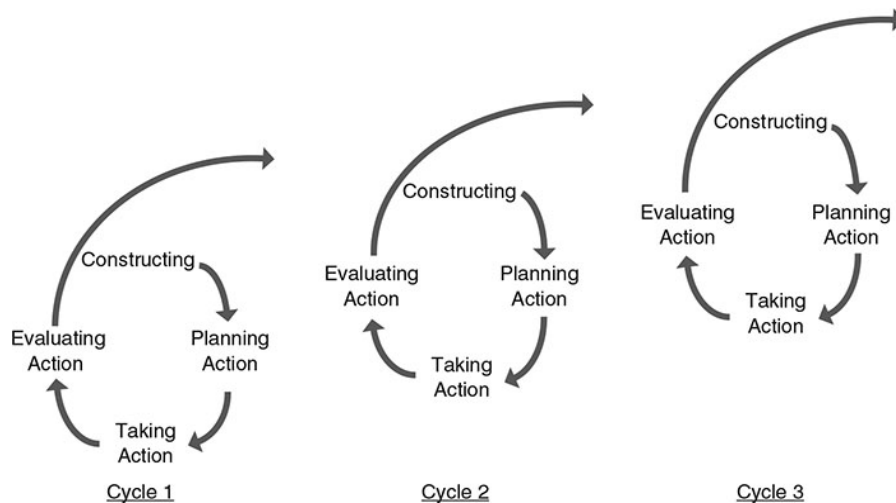 Constructing
Planning
Action
Taking
Action
Evaluating
Action
Cycle 1
Constructing
Planning
Action
Taking
Action
Evaluating
Action
Cycle 2
Constructing
Planning
Action
Taking
Action
Evaluating
Action
Cycle 3